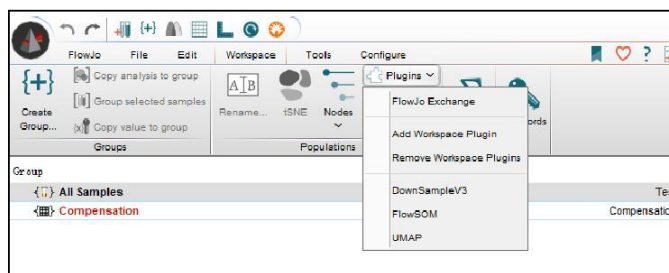 {+}
FlowJo File Edit Workspace Tools Configure
?
{+} Copy analysis to group
Group selected samples
Copy value to group
Create Group...
Groups
A]B
Rename... tSNE Nodes
Populations
Plugins
FlowJo Exchange
Add Workspace Plugin
Remove Workspace Plugins
DownSampleV3
FlowSOM
UMAP
ords
Group
{ } All Samples Te
{ } Compensation Compensatio